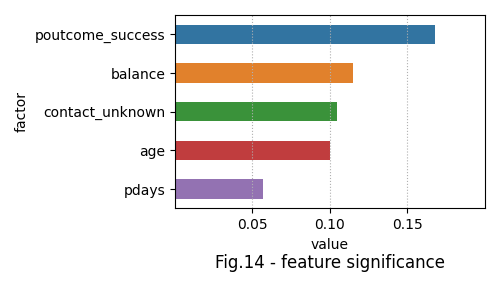 poutcome_success
balance
contact_unknown
age
pdays
factor
0.05 0.10 0.15
value
Fig.14 - feature significance